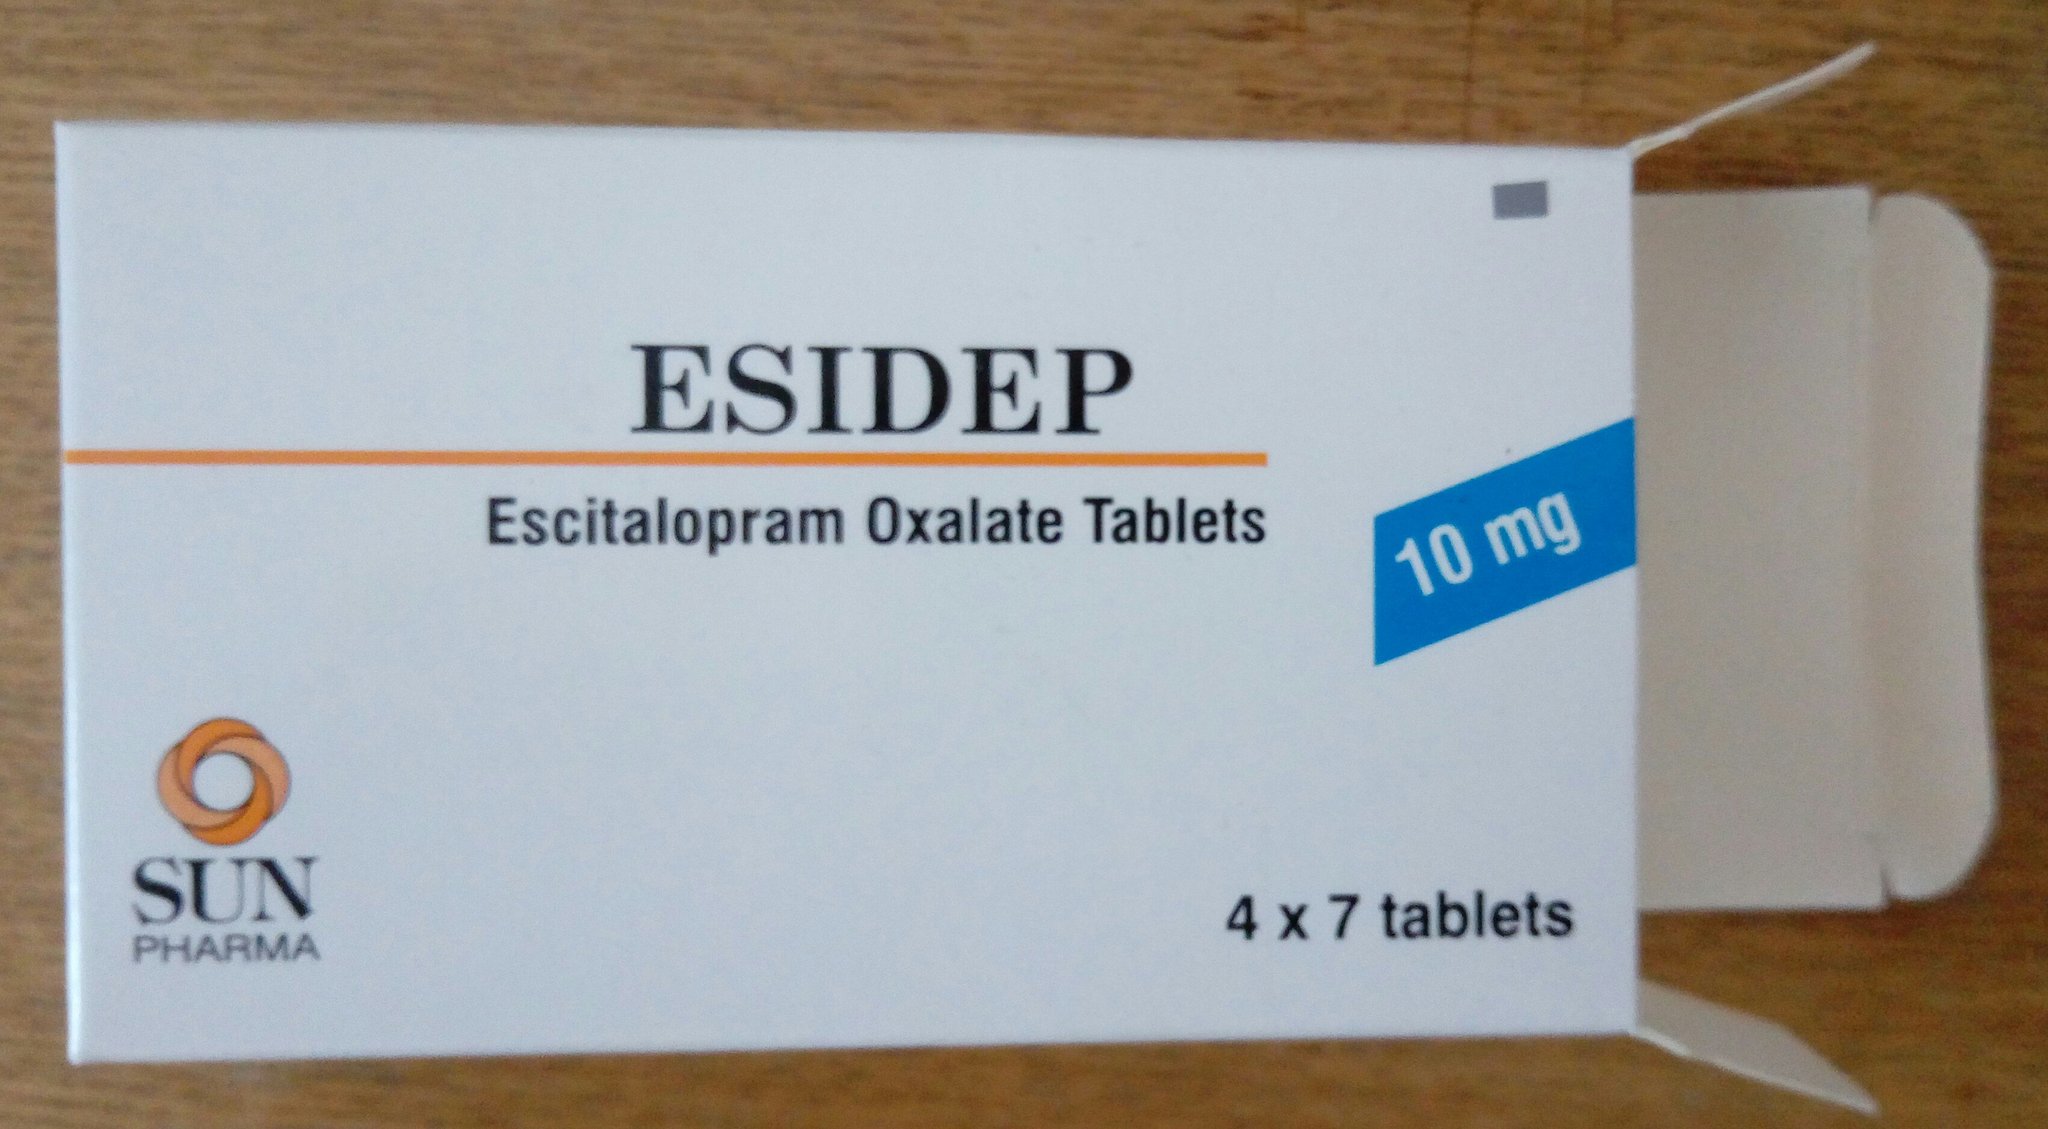 ESIDEP
Escitalopram Oxalate Tablets
10 mg
SUN
PHARMA
4 x 7 tablets